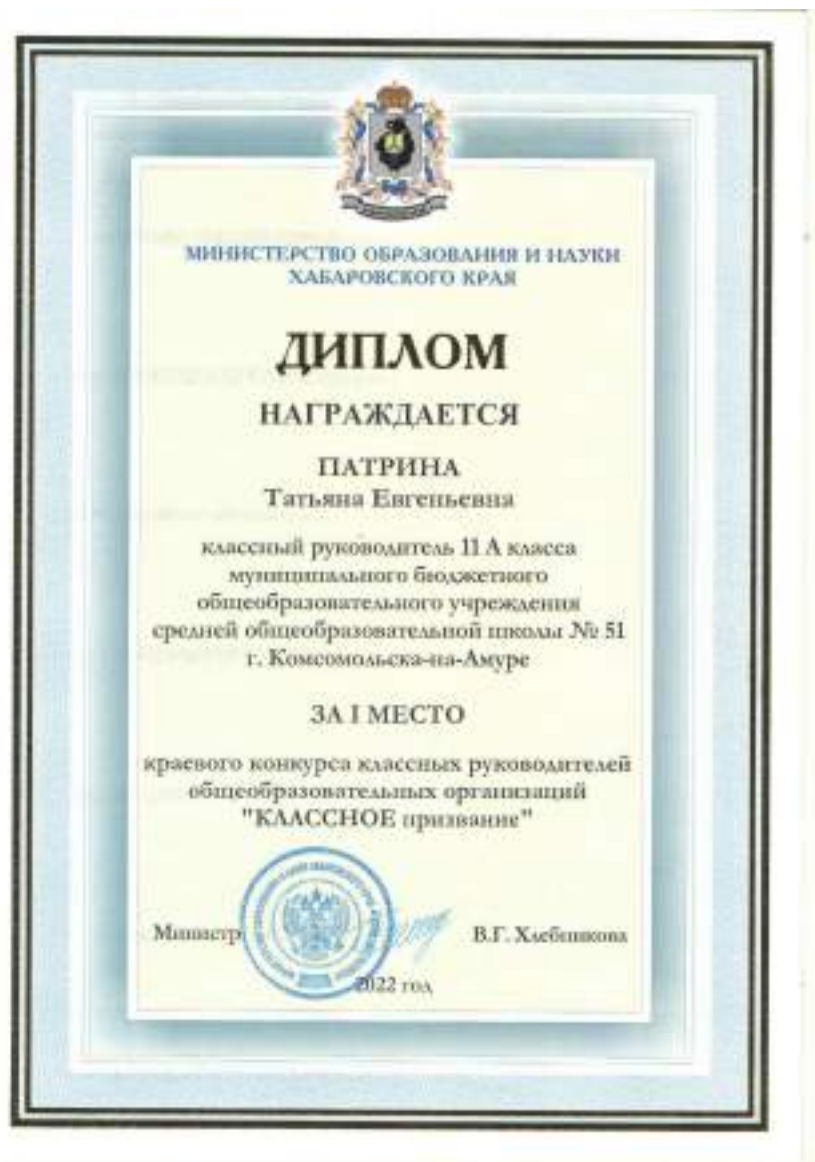 МИНИСТЕРСТВО ОБРАЗОВАНИЯ И НАУКИ
ХАБАРОВСКОГО КРАЯ
ДИПЛОМ
НАГРАЖДАЕТСЯ
ПАТРИНА
Татьяна Евгеньевна
классный руководитель 11 А класса
муниципального бюджетного
общеобразовательного учреждения
средней общеобразовательной школы № 51
г. Комсомольска-на-Амуре
ЗА I МЕСТО
краевого конкурса классных руководителей
общеобразовательных организаций
"КЛАССНОЕ призвание"
Министр В.Г. Хлебникова
2022 год